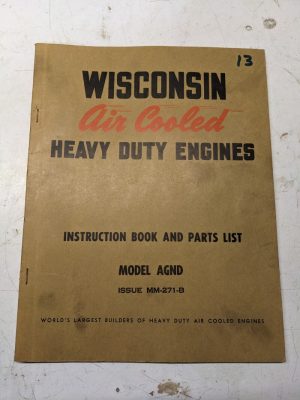 13
WISCONSIN
Air Cooled
HEAVY DUTY ENGINES
INSTRUCTION BOOK AND PARTS LIST
MODEL AGND
ISSUE MM-271-B
WORLD'S LARGEST BUILDERS OF HEAVY DUTY AIR COOLED ENGINES